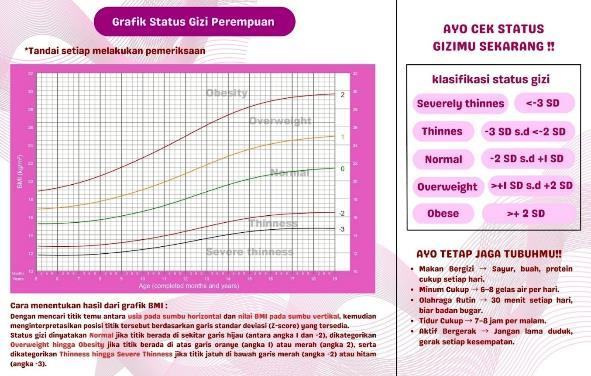 Grafik Status Gizi Perempuan
*Tandai setiap melakukan pemeriksaan
BMI (kg/m²)
Obesity
Overweight
Normal
Thinness
Severe thinness
2
1
0
-2
-3
Months
Years
Age (completed months and years)
Cara menentukan hasil dari grafik BMI :
Dengan mencari titik temu antara usia pada sumbu horizontal dan nilai BMI pada sumbu vertikal, kemudian
menginterpretasikan posisi titik tersebut berdasarkan garis standar deviasi (Z-score) yang tersedia.
Status gizi dinyatakan Normal jika titik berada di sekitar garis hijau (antara angka 1 dan -2), dikategorikan
Overweight hingga Obesity jika titik berada di atas garis oranye (angka 1) atau merah (angka 2), serta
dikategorikan Thinness hingga Severe Thinness jika titik jatuh di bawah garis merah (angka -2) atau hitam
(angka -3).
AYO CEK STATUS
GIZIMU SEKARANG !!
klasifikasi status gizi
Severely thinnes <-3 SD
Thinnes -3 SD s.d <-2 SD
Normal -2 SD s.d +1 SD
Overweight >+1 SD s.d +2 SD
Obese >+ 2 SD
AYO TETAP JAGA TUBUHMU!!
• Makan Bergizi → Sayur, buah, protein
cukup setiap hari.
• Minum Cukup → 6-8 gelas air per hari.
• Olahraga Rutin → 30 menit setiap hari,
biar badan bugar.
• Tidur Cukup → 7-8 jam per malam.
• Aktif Bergerak → Jangan lama duduk,
gerak setiap kesempatan.